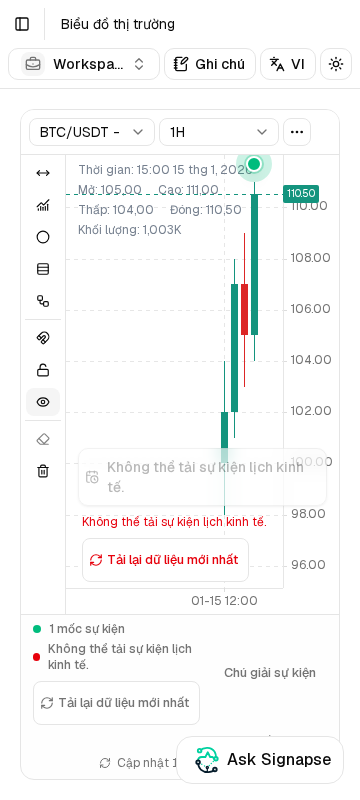 Biểu đồ thị trường
Workspa...
Ghi chú
VI
BTC/USDT -
1H
Thời gian: 15:00 15 thg 1, 2026
Mở: 105,00 Cao: 111,00
110.50
Thấp: 104,00 Đóng: 110,50
110.00
Khối lượng: 1,003K
108.00
106.00
104.00
102.00
100.00
Không thể tải sự kiện lịch kinh
tế.
98.00
Không thể tải sự kiện lịch kinh tế.
Tải lại dữ liệu mới nhất
96.00
01-15 12:00
1 mốc sự kiện
Không thể tải sự kiện lịch
kinh tế.
Chú giải sự kiện
Tải lại dữ liệu mới nhất
Cập nhật
Ask Signapse